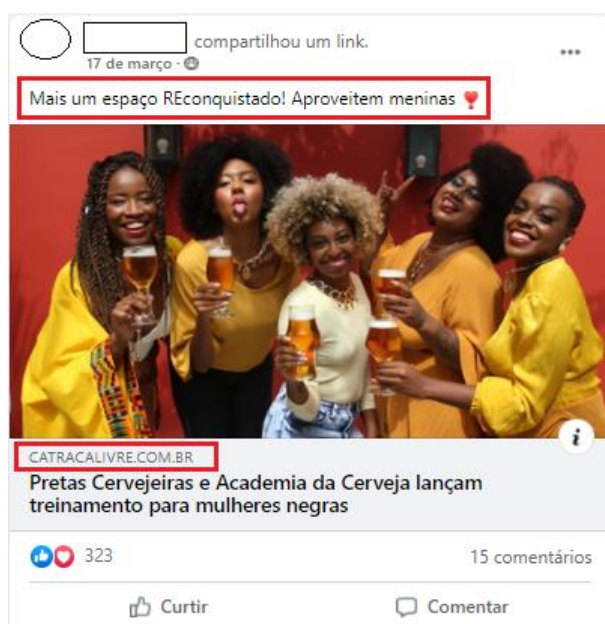 compartilhou um link.
17 de março ·
Mais um espaço REconquistado! Aproveitem meninas
CATRACALIVRE.COM.BR
Pretas Cervejeiras e Academia da Cerveja lançam
treinamento para mulheres negras
323
15 comentários
Curtir
Comentar